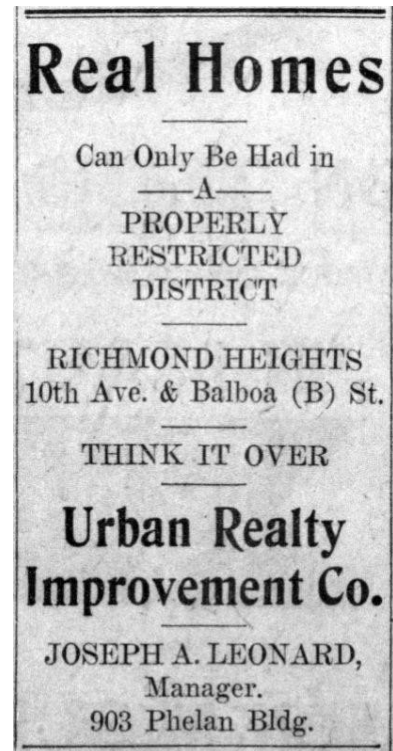 Real Homes
Can Only Be Had in
—A—
PROPERLY
RESTRICTED
DISTRICT
RICHMOND HEIGHTS
10th Ave. & Balboa (B) St.
THINK IT OVER
Urban Realty
Improvement Co.
JOSEPH A. LEONARD,
Manager.
903 Phelan Bldg.